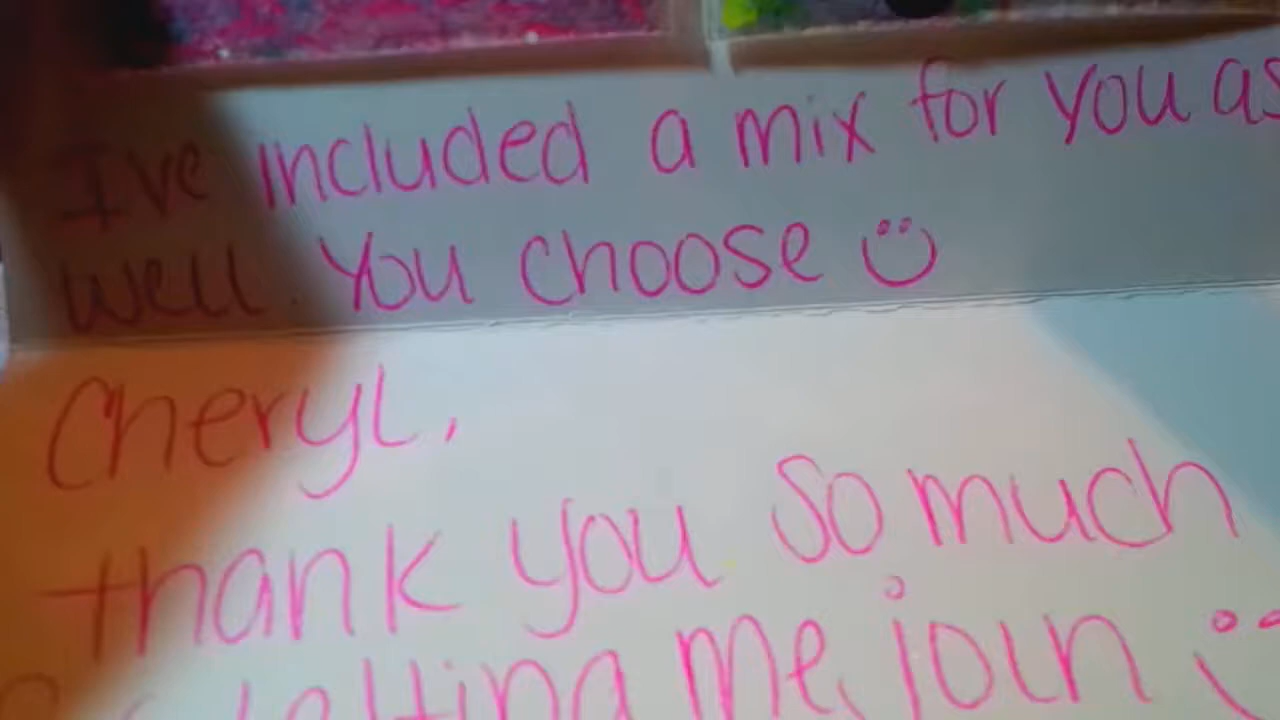 I've included a mix for you as
well. You choose
Cheryl,
thank you so much
letting me join